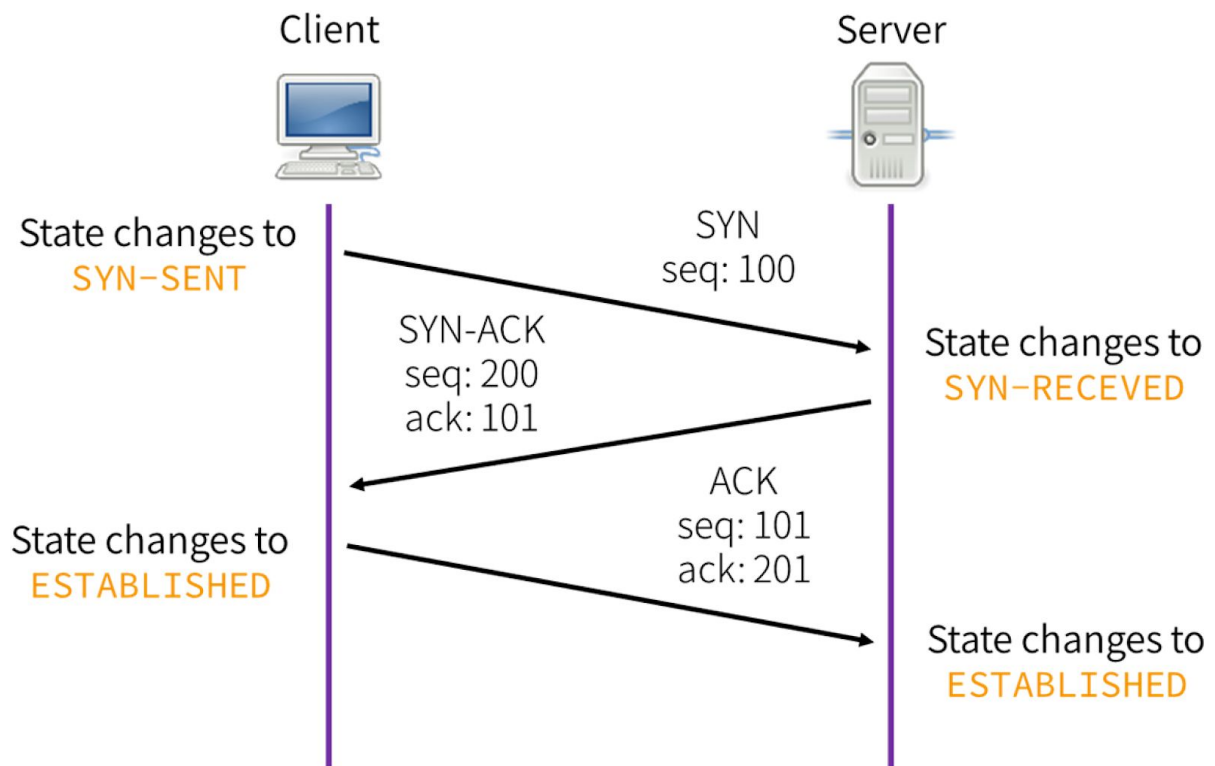 Client
Server
State changes to
SYN-SENT
SYN
seq: 100
SYN-ACK
seq: 200
ack: 101
State changes to
SYN-RECEVED
ACK
seq: 101
ack: 201
State changes to
ESTABLISHED
State changes to
ESTABLISHED